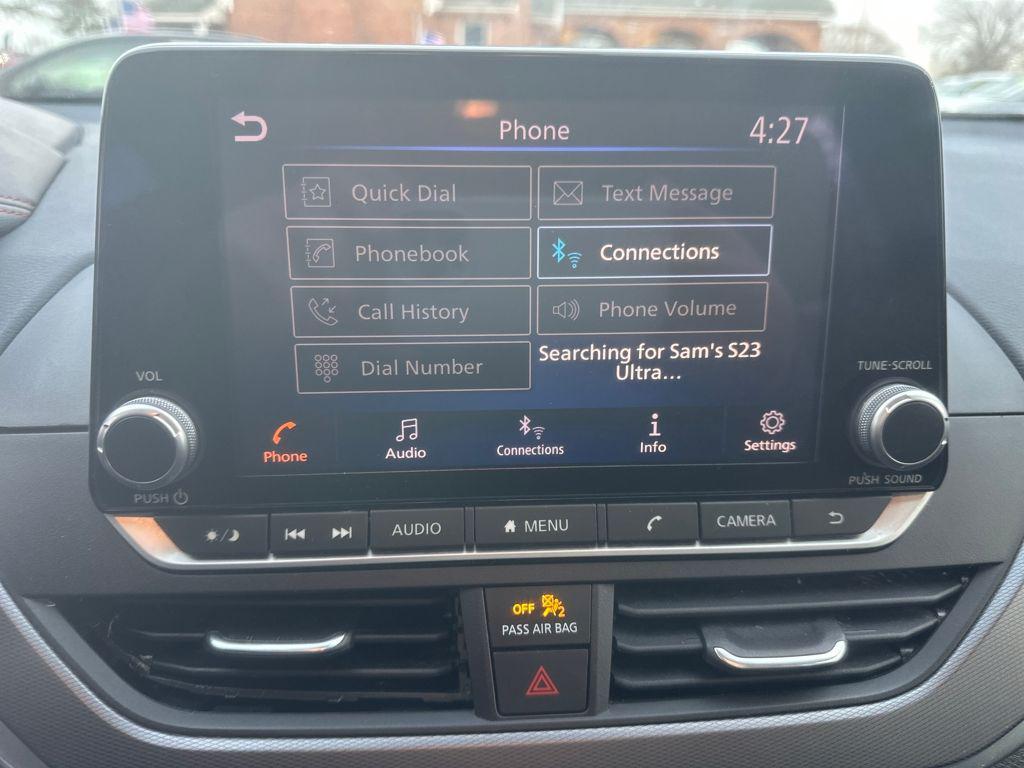 Phone
4:27
Quick Dial
Text Message
Phonebook
Connections
Call History
Phone Volume
Dial Number
Searching for Sam's S23
Ultra...
VOL
TUNE·SCROLL
Phone
Audio
Connections
Info
Settings
PUSH
PUSH SOUND
AUDIO
MENU
CAMERA
OFF 2
PASS AIR BAG